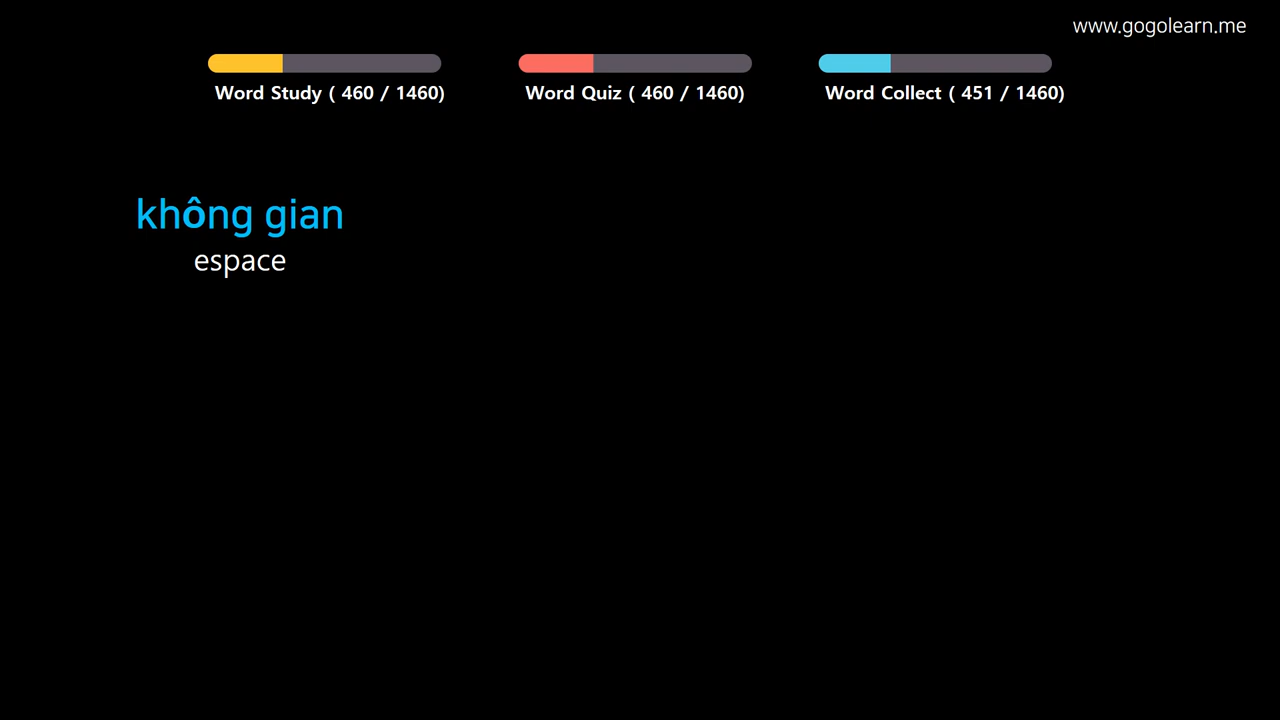 www.gogolearn.me
Word Study ( 460 / 1460)
Word Quiz ( 460 / 1460)
Word Collect ( 451 / 1460)
không gian
espace